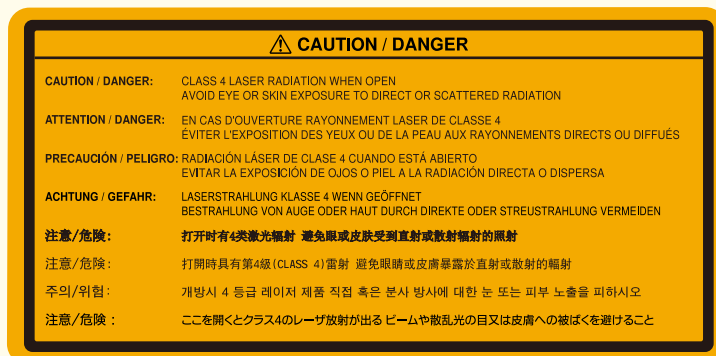 ⚠ CAUTION / DANGER
CAUTION / DANGER: CLASS 4 LASER RADIATION WHEN OPEN
AVOID EYE OR SKIN EXPOSURE TO DIRECT OR SCATTERED RADIATION
ATTENTION / DANGER: EN CAS D'OUVERTURE RAYONNEMENT LASER DE CLASSE 4
ÉVITER L'EXPOSITION DES YEUX OU DE LA PEAU AUX RAYONNEMENTS DIRECTS OU DIFFUÉS
PRECAUCIÓN / PELIGRO: RADIACIÓN LÁSER DE CLASE 4 CUANDO ESTÁ ABIERTO
EVITAR LA EXPOSICIÓN DE OJOS O PIEL A LA RADIACIÓN DIRECTA O DISPERSA
ACHTUNG / GEFAHR: LASERSTRAHLUNG KLASSE 4 WENN GEÖFFNET
BESTRAHLUNG VON AUGE ODER HAUT DURCH DIREKTE ODER STREUSTRAHLUNG VERMEIDEN
注意/危险: 打开时有4类激光辐射 避免眼或皮肤受到直射或散射辐射的照射
注意/危險: 打開時具有第4級(CLASS 4)雷射 避免眼睛或皮膚暴露於直射或散射的輻射
주의/위험: 개방시 4 등급 레이저 제품 직접 혹은 분사 방사에 대한 눈 또는 피부 노출을 피하시오
注意/危険: ここを開くとクラス4のレーザ放射が出る ビームや散乱光の目又は皮膚への被ばくを避けること